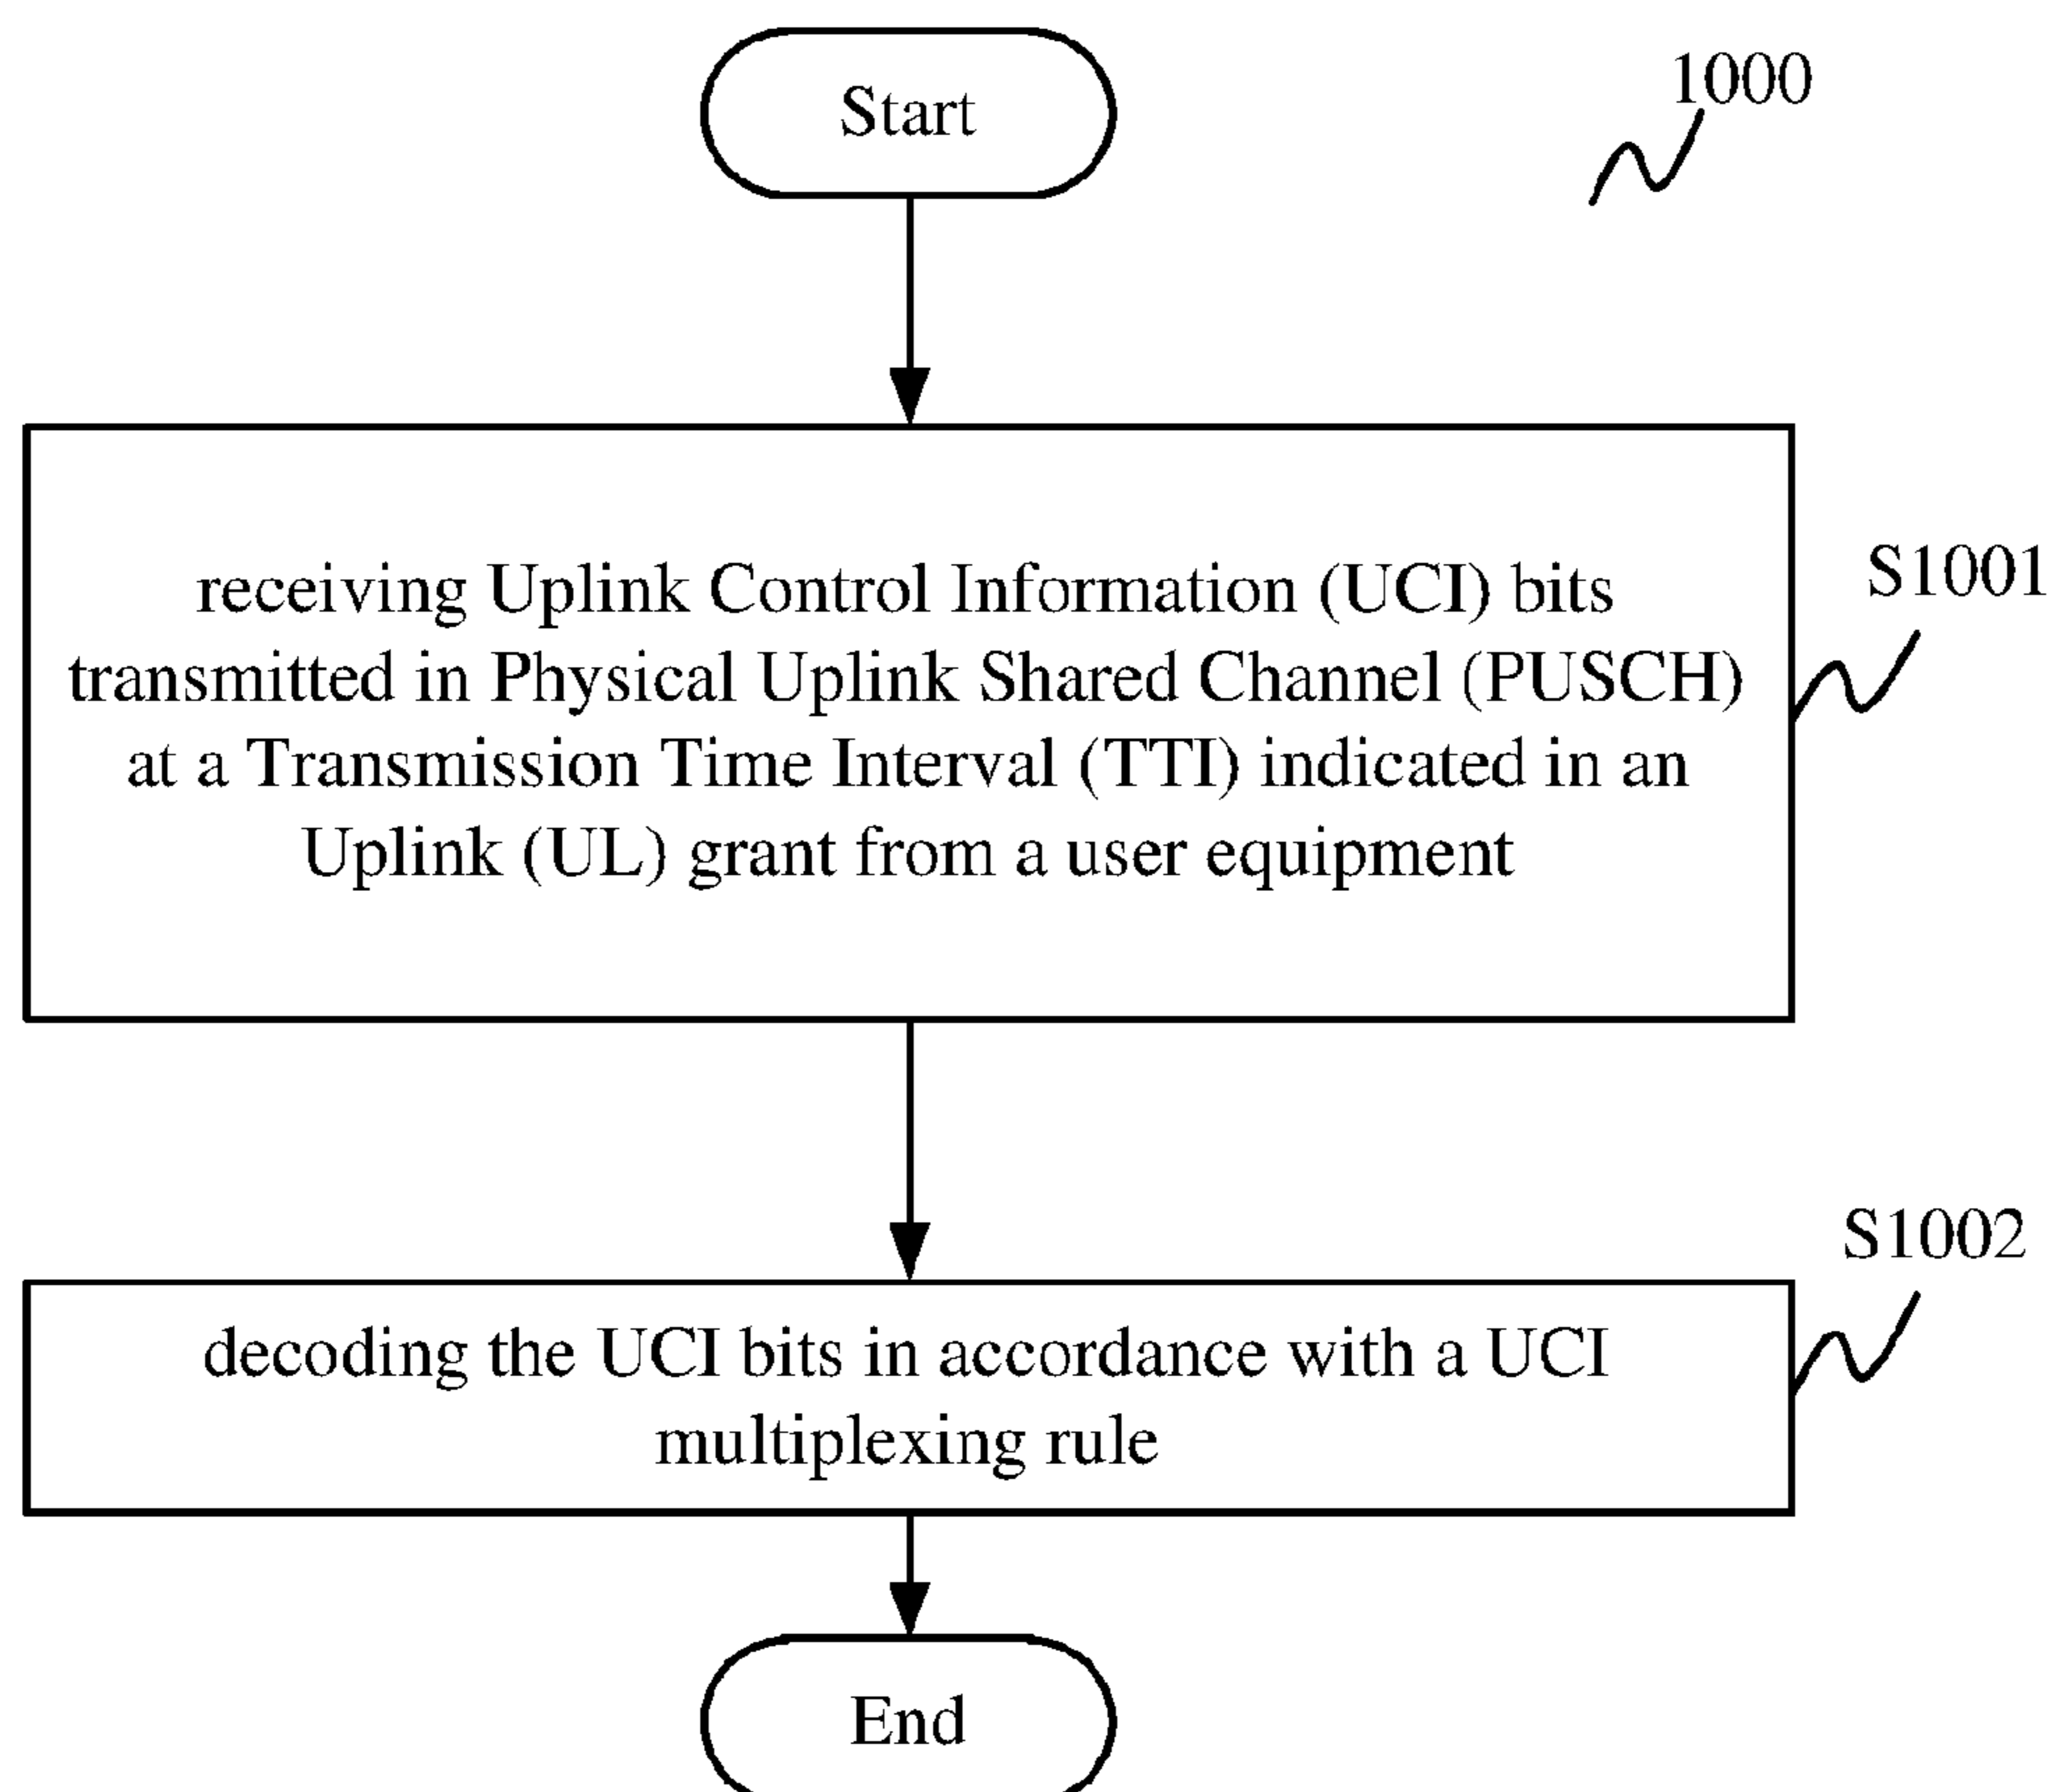 Start
1000
receiving Uplink Control Information (UCI) bits
transmitted in Physical Uplink Shared Channel (PUSCH)
at a Transmission Time Interval (TTI) indicated in an
Uplink (UL) grant from a user equipment
S1001
S1002
decoding the UCI bits in accordance with a UCI
multiplexing rule
End